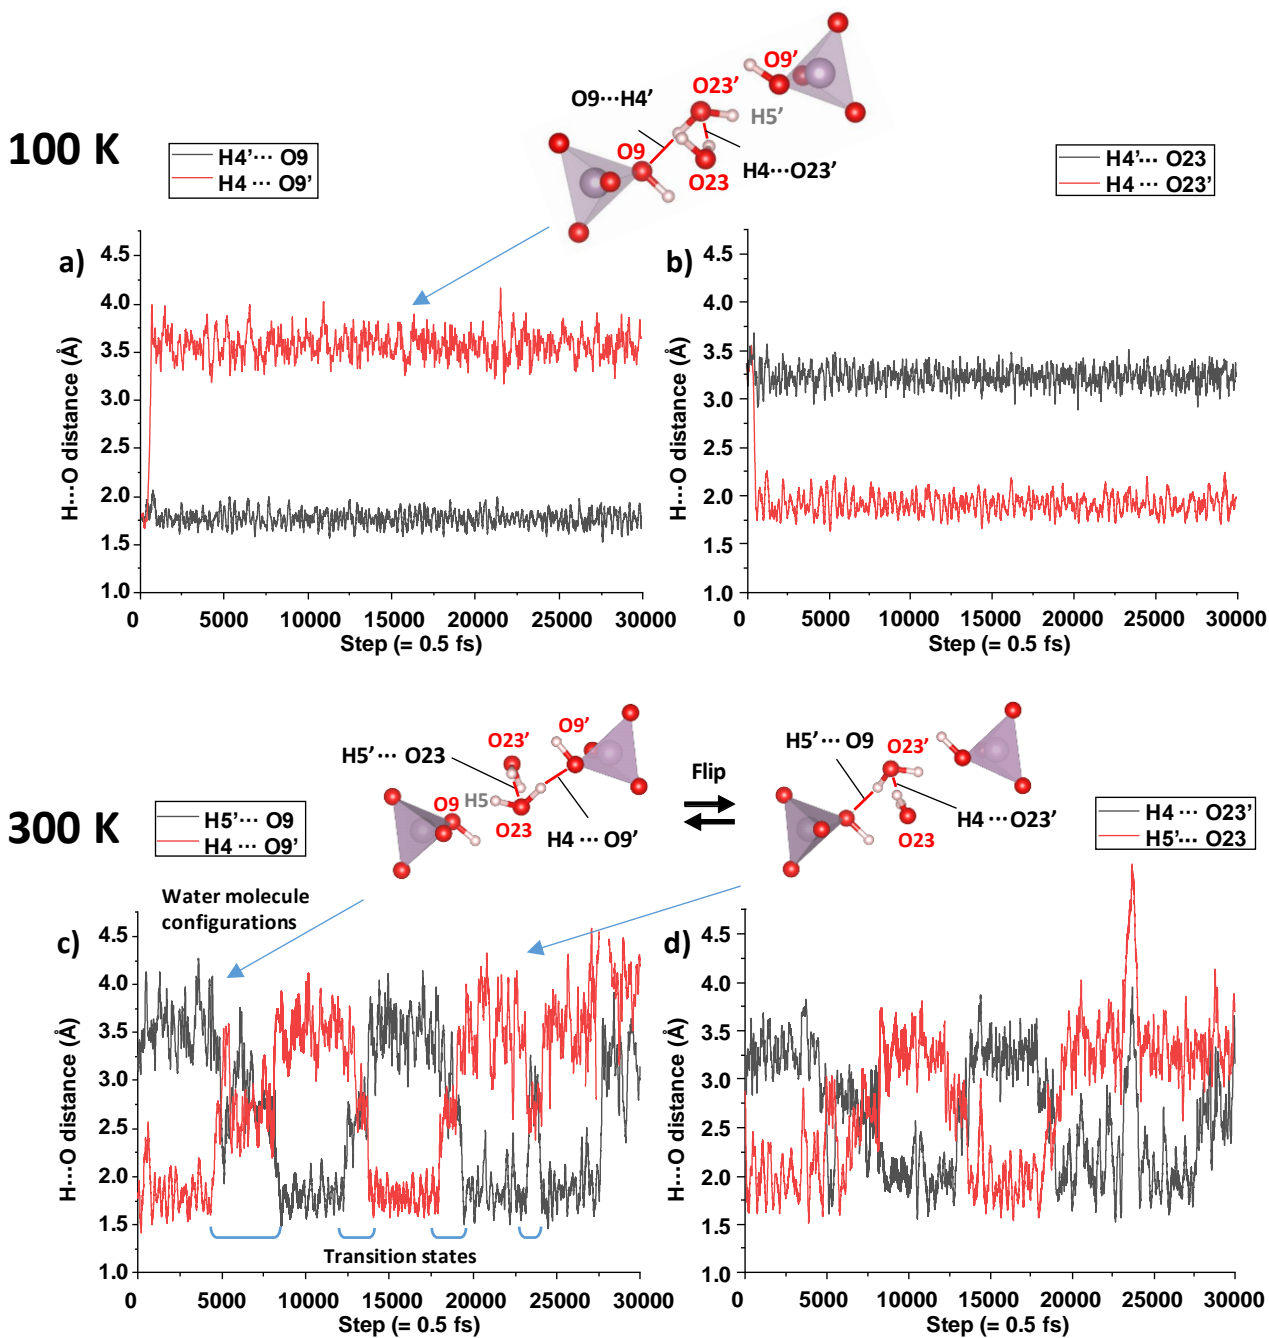 100 K
H4'··· O9
H4 ··· O9'
O9···H4'
O9'
O23'
H5'
O9
O23
H4···O23'
H4'··· O23
H4 ··· O23'
a)
4.5
4.0
3.5
3.0
2.5
2.0
1.5
1.0
H···O distance (Å)
5000 10000 15000 20000 25000 30000
0
Step (= 0.5 fs)
b)
4.5
4.0
3.5
3.0
2.5
2.0
1.5
1.0
H···O distance (Å)
0 5000 10000 15000 20000 25000 30000
Step (= 0.5 fs)
300 K
H5'··· O9
H4 ··· O9'
O9'
O23'
H5'··· O23
H5
O9
O23
H4 ··· O9'
Flip
H5'··· O9
O23'
H4 ···O23'
O23
H4 ··· O23'
H5'··· O23
Water molecule
configurations
c)
4.5
4.0
3.5
3.0
2.5
2.0
1.5
1.0
H···O distance (Å)
Transition states
0 5000 10000 15000 20000 25000 30000
Step (= 0.5 fs)
d)
4.5
4.0
3.5
3.0
2.5
2.0
1.5
1.0
H···O distance (Å)
0 5000 10000 15000 20000 25000 30000
Step (= 0.5 fs)